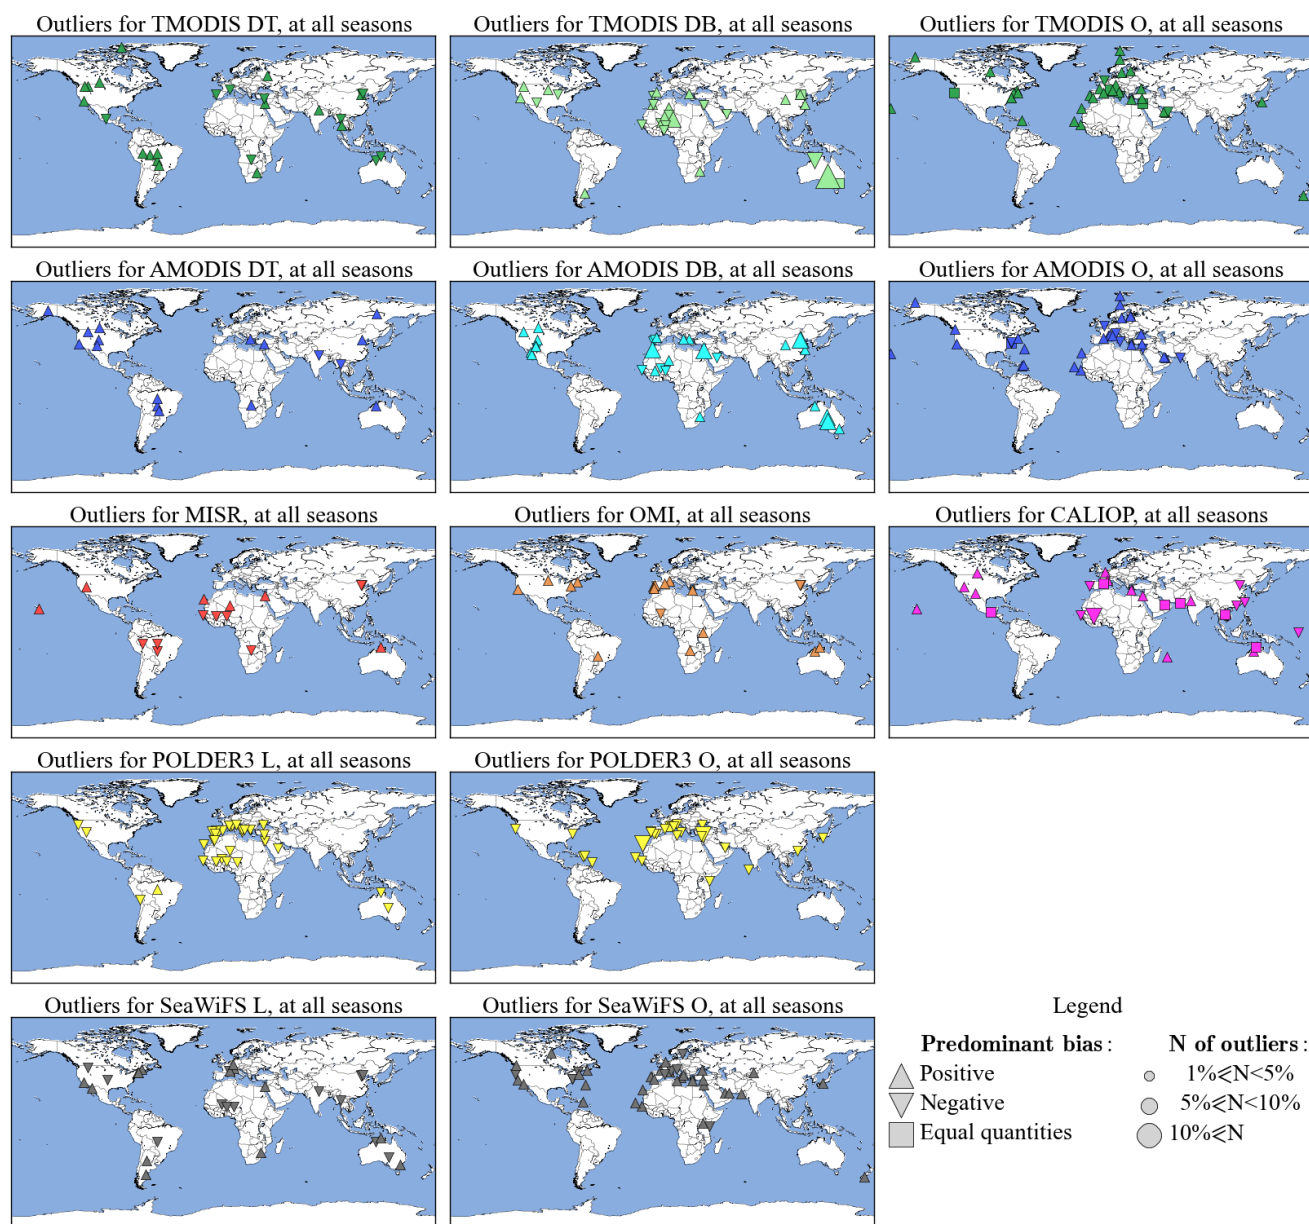 Outliers for TMODIS DT, at all seasons
Outliers for TMODIS DB, at all seasons
Outliers for TMODIS O, at all seasons
Outliers for AMODIS DT, at all seasons
Outliers for AMODIS DB, at all seasons
Outliers for AMODIS O, at all seasons
Outliers for MISR, at all seasons
Outliers for OMI, at all seasons
Outliers for CALIOP, at all seasons
Outliers for POLDER3 L, at all seasons
Outliers for POLDER3 O, at all seasons
Outliers for SeaWiFS L, at all seasons
Outliers for SeaWiFS O, at all seasons
Legend
Predominant bias:
Positive
Negative
Equal quantities
N of outliers:
1%⩽N<5%
5%⩽N<10%
10%⩽N